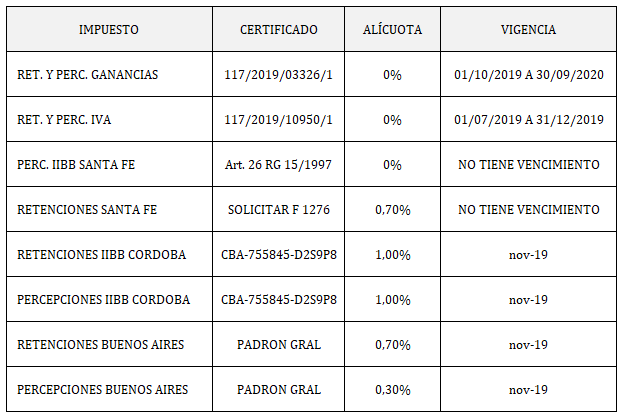 IMPUESTO CERTIFICADO ALÍCUOTA VIGENCIA
RET. Y PERC. GANANCIAS 117/2019/03326/1 0% 01/10/2019 A 30/09/2020
RET. Y PERC. IVA 117/2019/10950/1 0% 01/07/2019 A 31/12/2019
PERC. IIBB SANTA FE Art. 26 RG 15/1997 0% NO TIENE VENCIMIENTO
RETENCIONES SANTA FE SOLICITAR F 1276 0,70% NO TIENE VENCIMIENTO
RETENCIONES IIBB CORDOBA CBA-755845-D2S9P8 1,00% nov-19
PERCEPCIONES IIBB CORDOBA CBA-755845-D2S9P8 1,00% nov-19
RETENCIONES BUENOS AIRES PADRON GRAL 0,70% nov-19
PERCEPCIONES BUENOS AIRES PADRON GRAL 0,30% nov-19